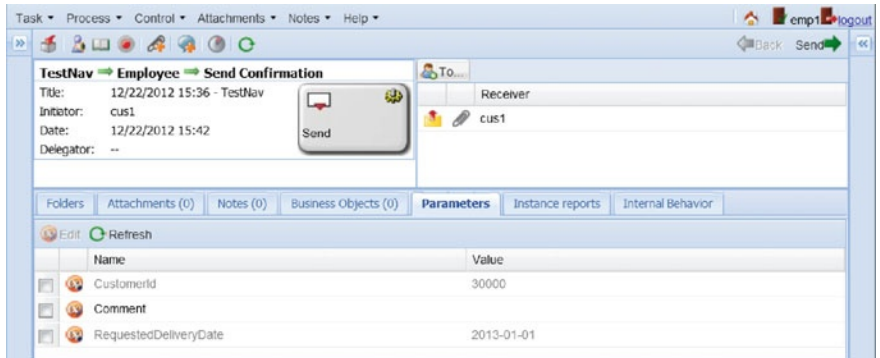 Task Process Control Attachments Notes Help emp1 logout
Back Send
TestNav Employee Send Confirmation
To...
Title: 12/22/2012 15:36 - TestNav
Receiver
Initiator: cus1
cus1
Date: 12/22/2012 15:42
Send
Delegator: --
Folders Attachments (0) Notes (0) Business Objects (0) Parameters Instance reports Internal Behavior
Edit Refresh
Name Value
CustomerId 30000
Comment
RequestedDeliveryDate 2013-01-01